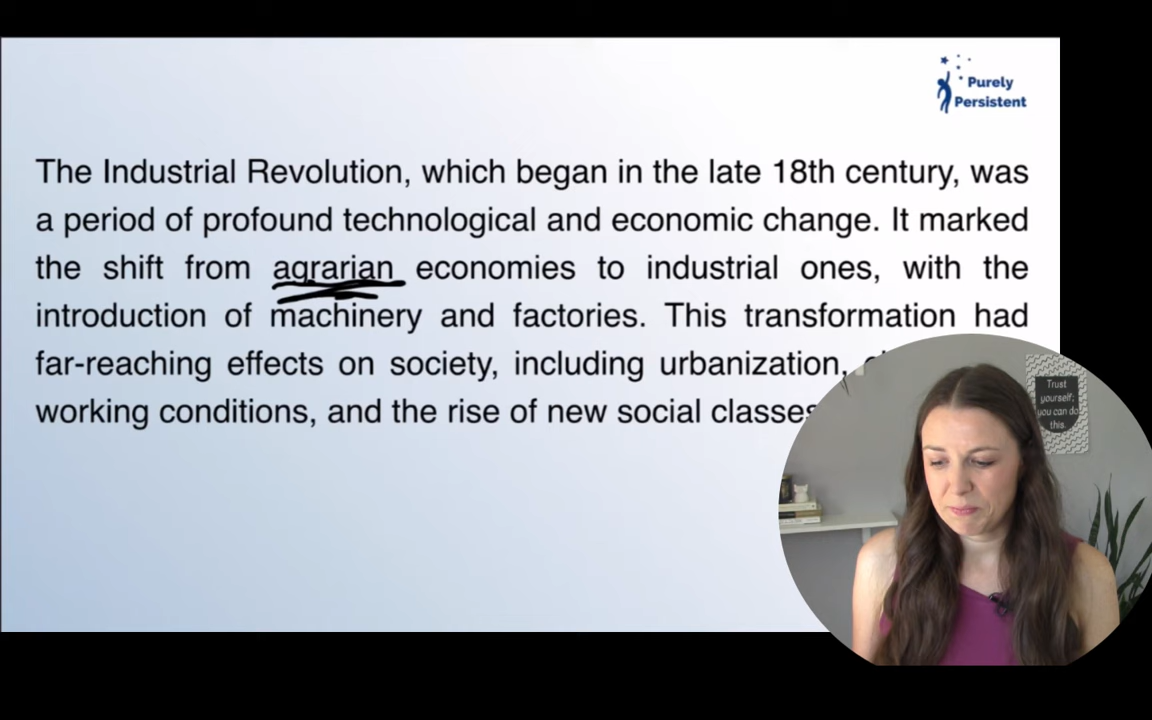 Purely
Persistent
The Industrial Revolution, which began in the late 18th century, was
a period of profound technological and economic change. It marked
the shift from agrarian economies to industrial ones, with the
introduction of machinery and factories. This transformation had
far-reaching effects on society, including urbanization,
working conditions, and the rise of new social classes
Trust
yourself;
you can do
this.